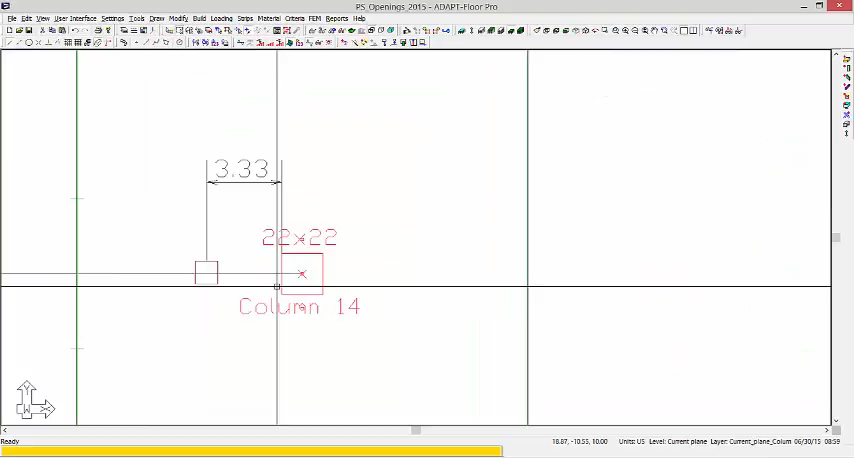 PS_Openings_2015 - ADAPT-Floor Pro
File Edit View User Interface Settings Tools Draw Modify Build Loading Strips Material Criteria FEM Reports Help
3.33
22x22
Column 14
Y
W X
Ready
18.87, -10.55, 10.00 Units: US Level: Current plane Layer: Current_plane_Colum 06/30/15 08:59